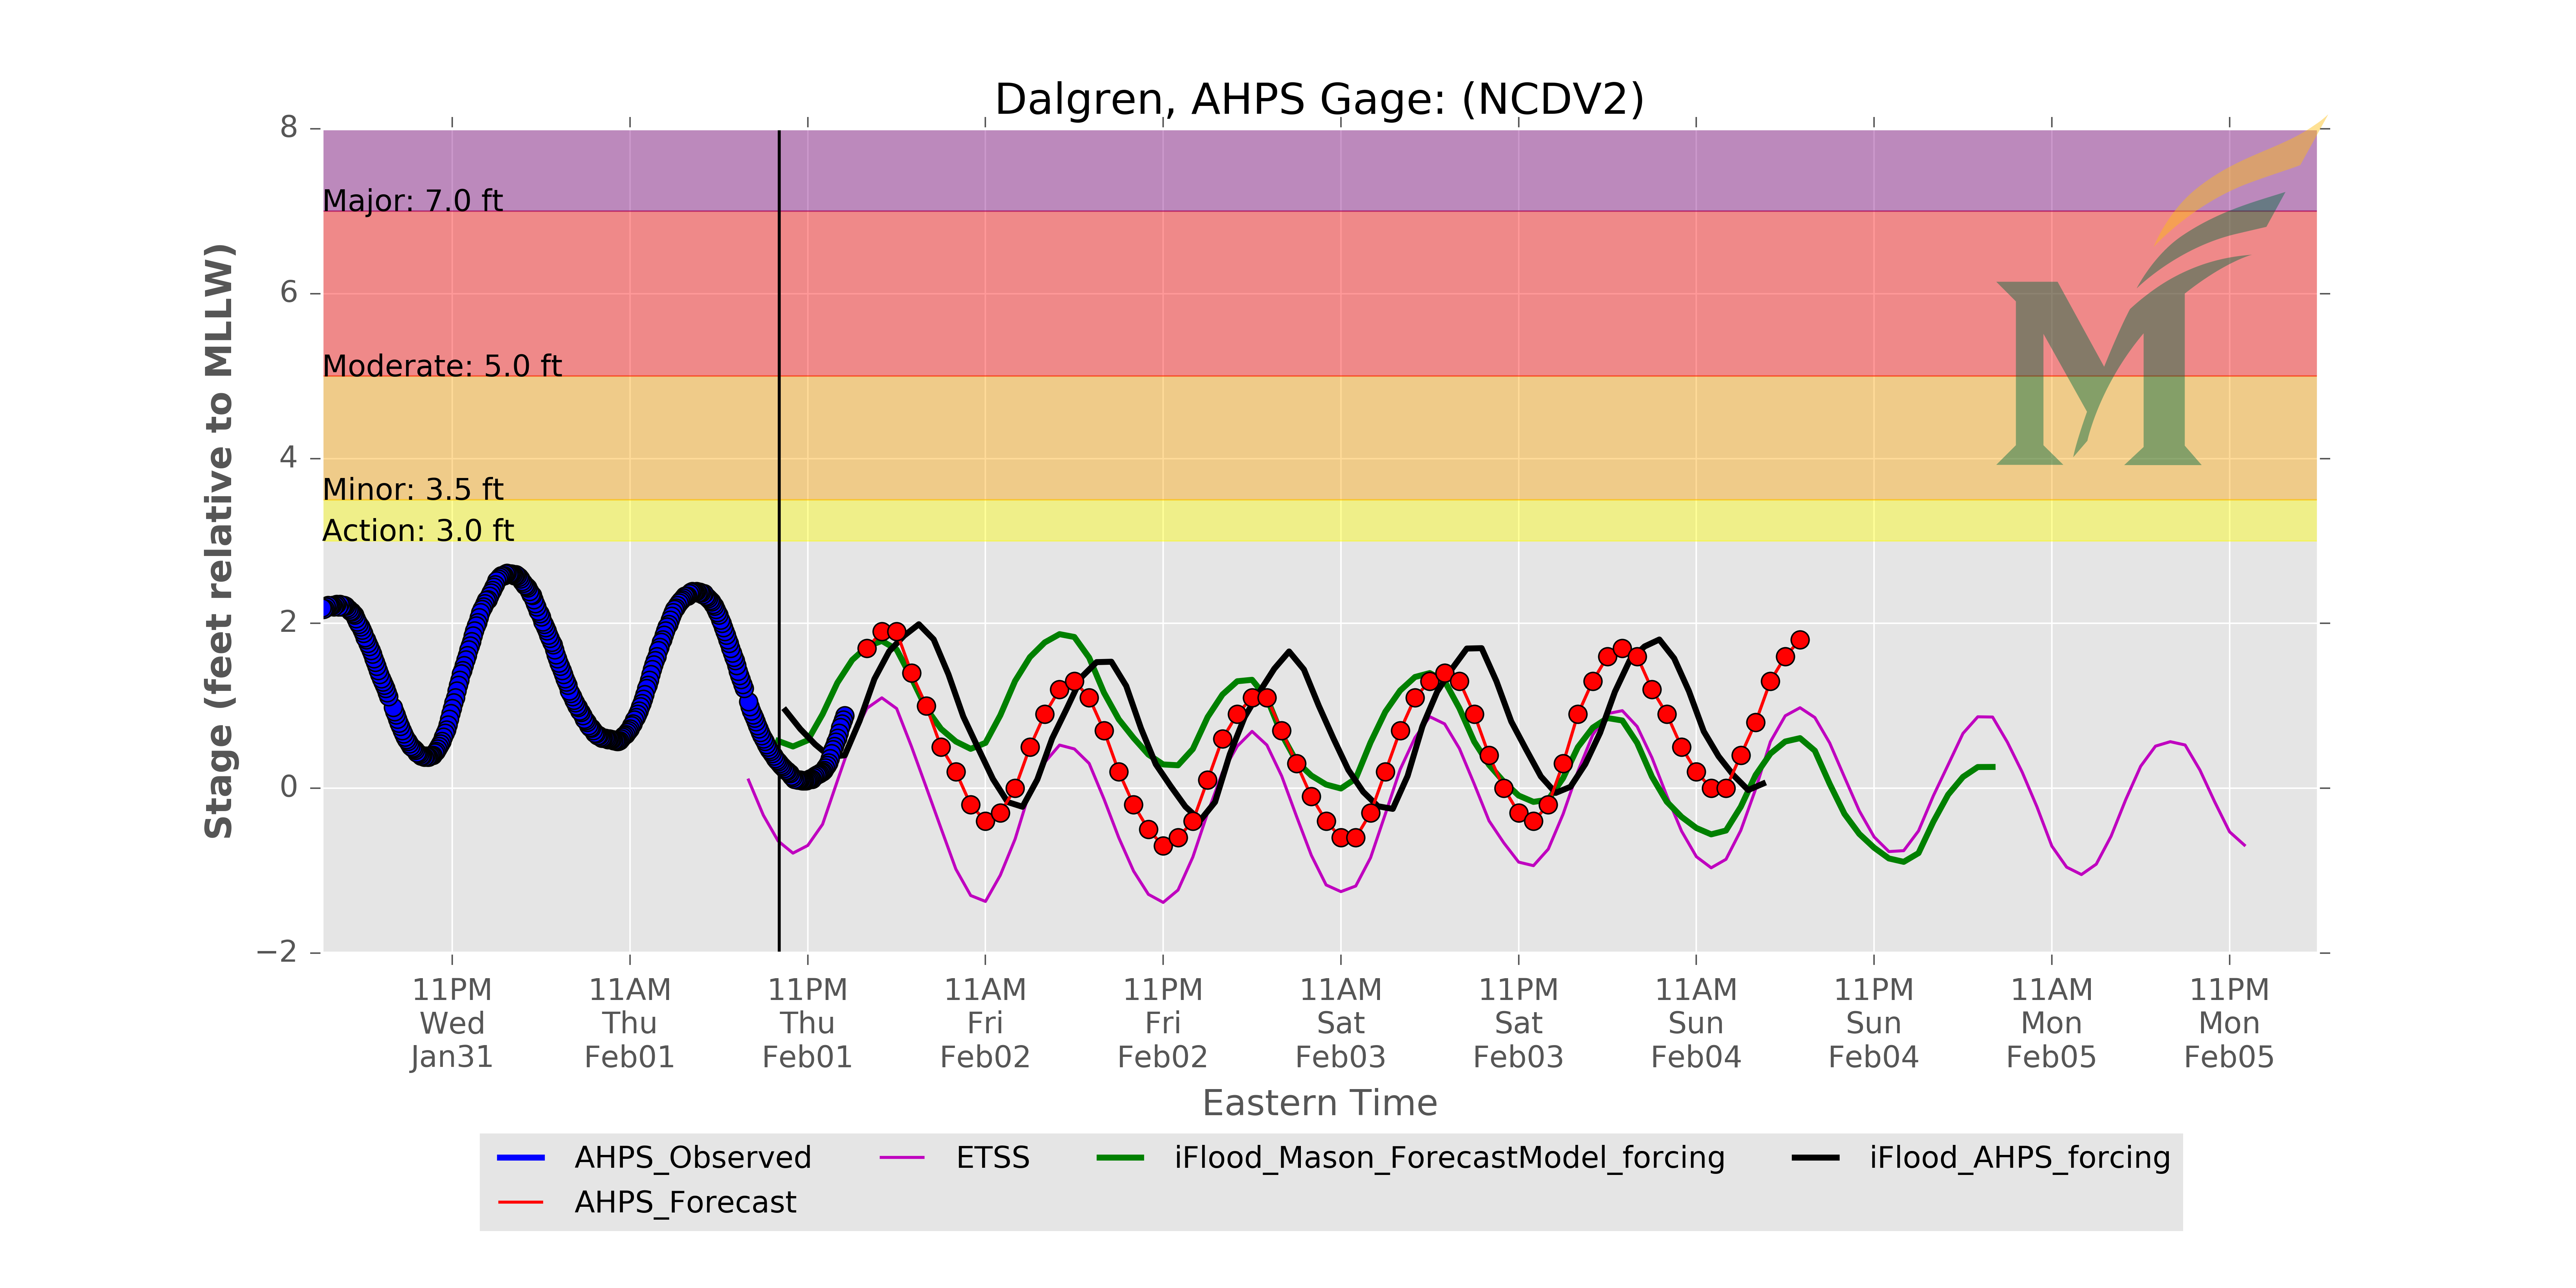 Dalgren, AHPS Gage: (NCDV2)
8
Major: 7.0 ft
6
Moderate: 5.0 ft
4
Minor: 3.5 ft
Action: 3.0 ft
2
0
−2
Stage (feet relative to MLLW)
11PM 11AM 11PM 11AM 11PM 11AM 11PM 11AM 11PM 11AM 11PM
Wed Thu Thu Fri Fri Sat Sat Sun Sun Mon Mon
Jan31 Feb01 Feb01 Feb02 Feb02 Feb03 Feb03 Feb04 Feb04 Feb05 Feb05
Eastern Time
AHPS_Observed ETSS iFlood_Mason_ForecastModel_forcing iFlood_AHPS_forcing
AHPS_Forecast
M